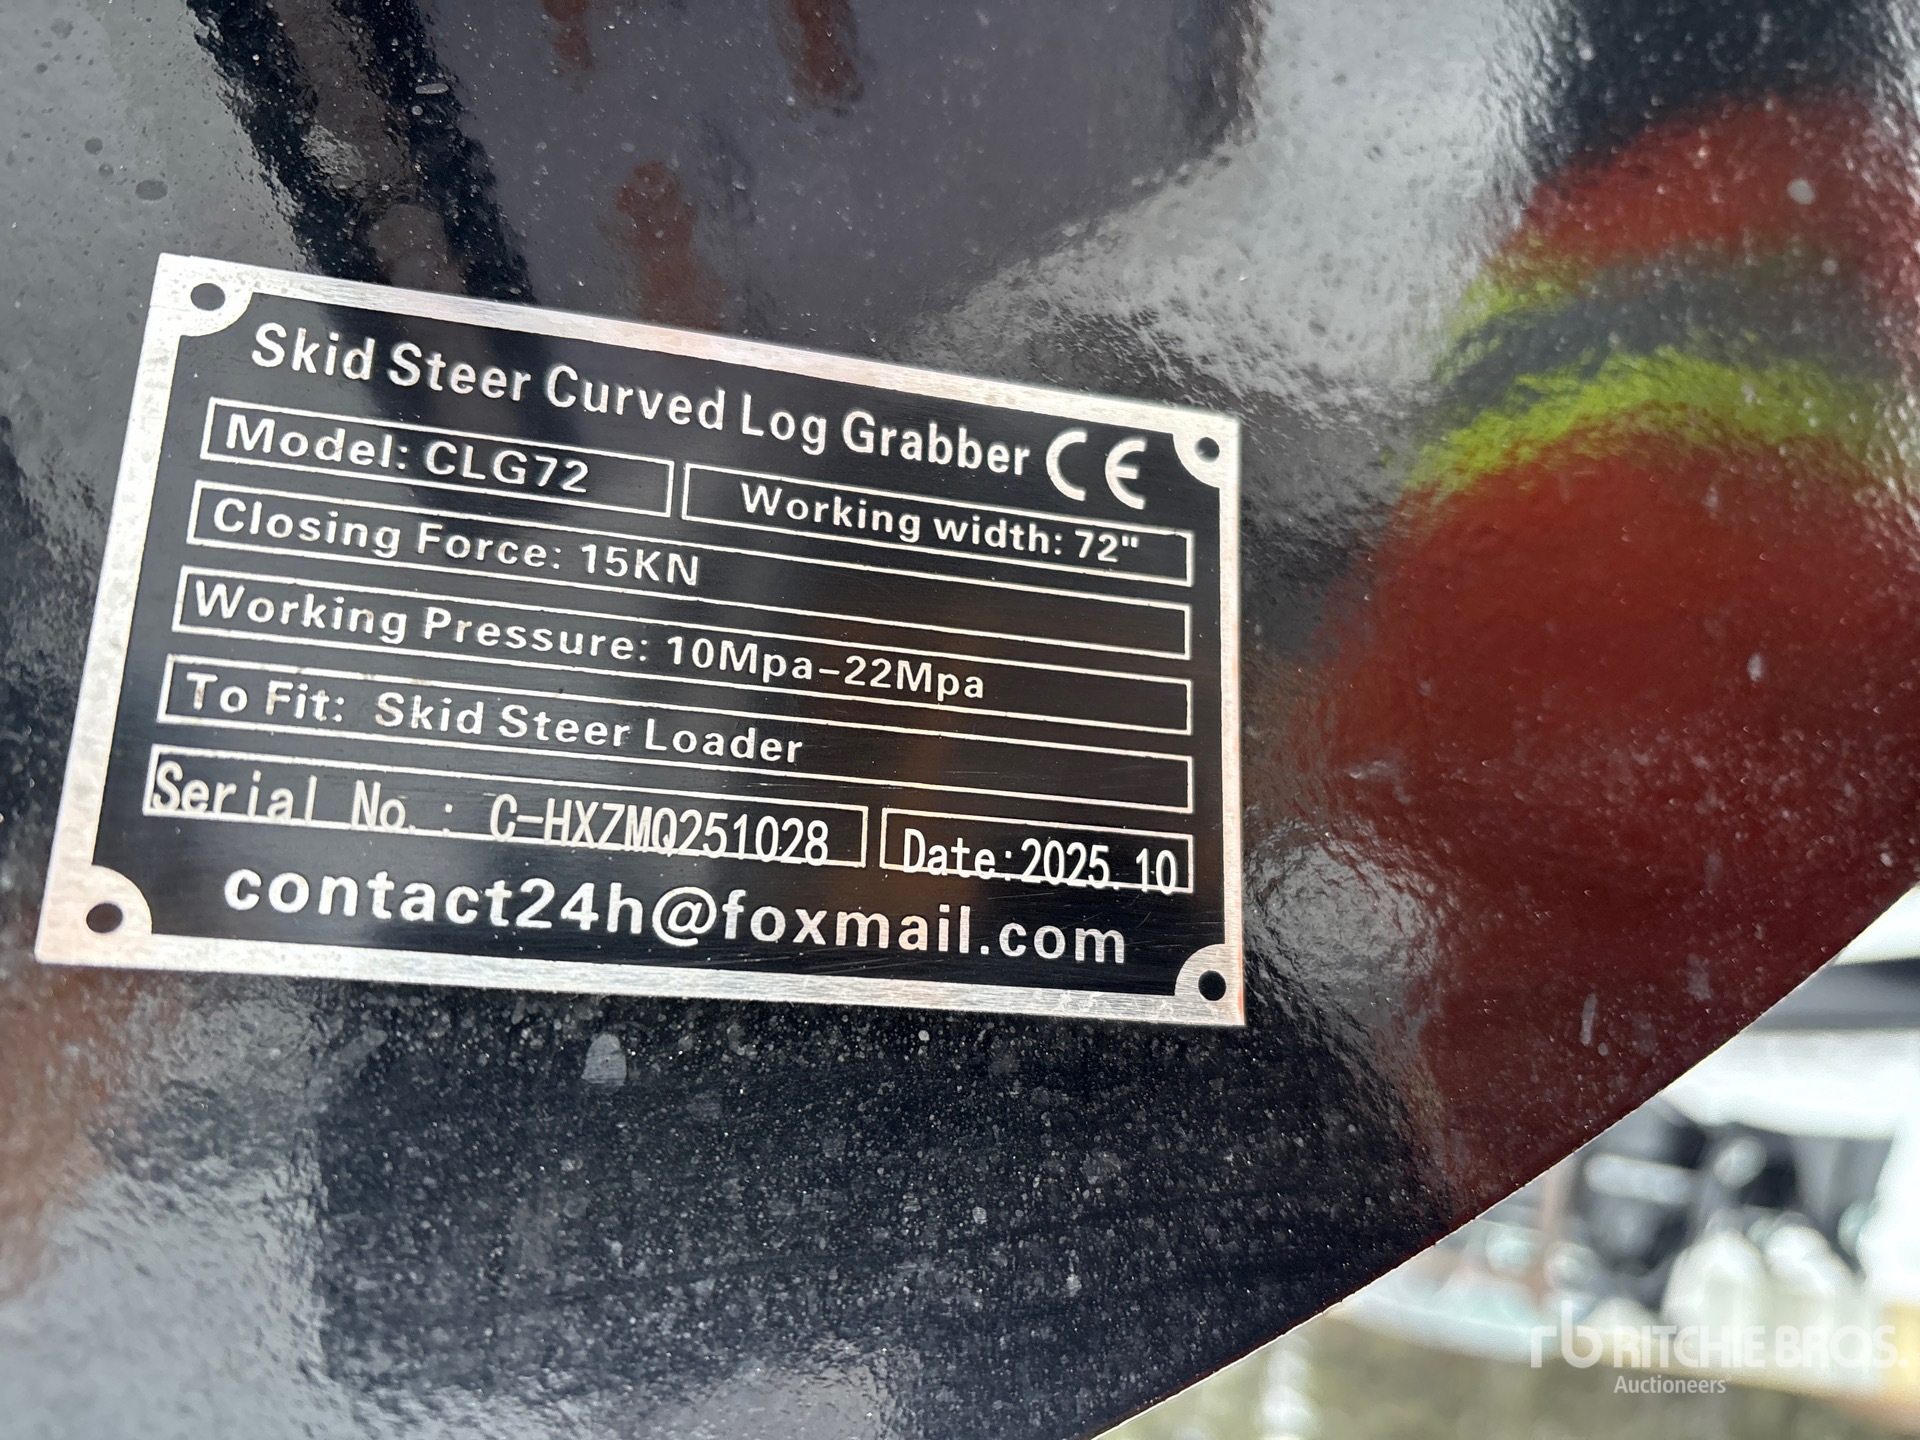 Skid Steer Curved Log Grabber CE
Model: CLG72
Working width: 72"
Closing Force: 15KN
Working Pressure: 10Mpa-22Mpa
To Fit: Skid Steer Loader
Serial No.: C-HXZMQ251028
Date:2025.10
contact24h@foxmail.com
rb RITCHIE BROS.
Auctioneers